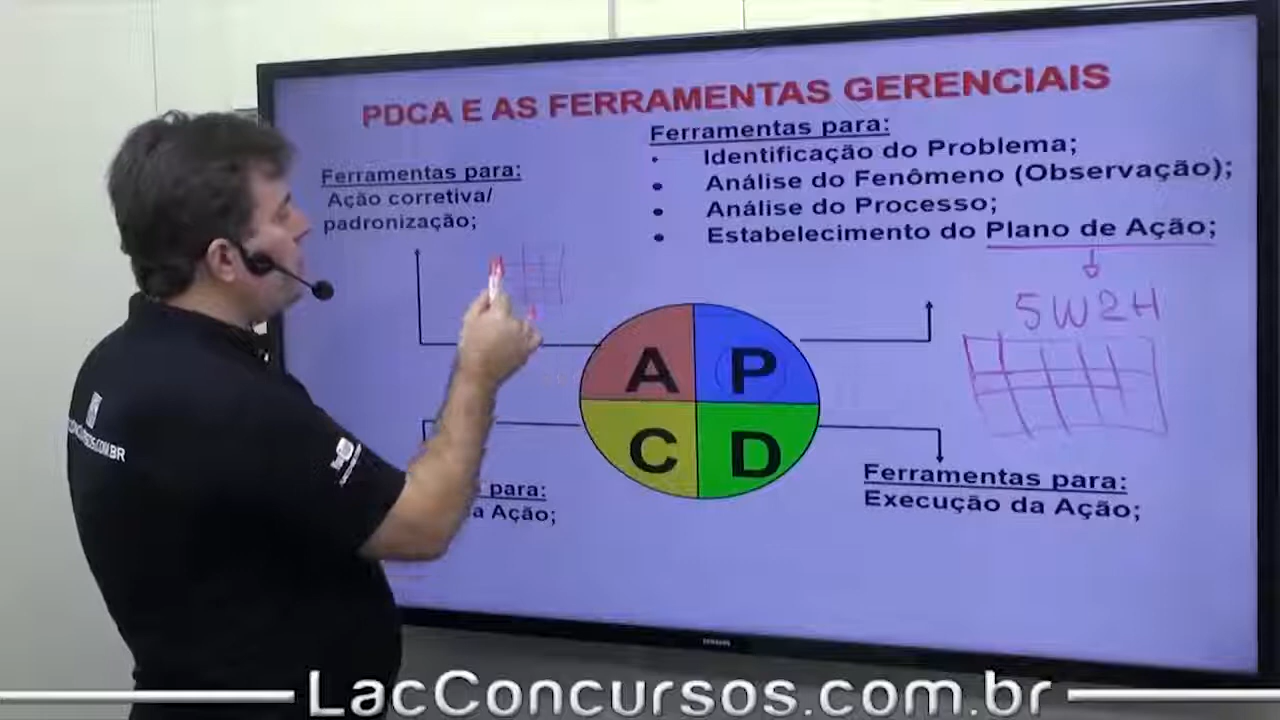 PDCA E AS FERRAMENTAS GERENCIAIS
Ferramentas para:
Ação corretiva/
padronização;
Ferramentas para:
• Identificação do Problema;
• Análise do Fenômeno (Observação);
• Análise do Processo;
• Estabelecimento do Plano de Ação;
5W2H
A P
C D
para:
a Ação;
Ferramentas para:
Execução da Ação;
SAMSUNG
LacConcursos.com.br